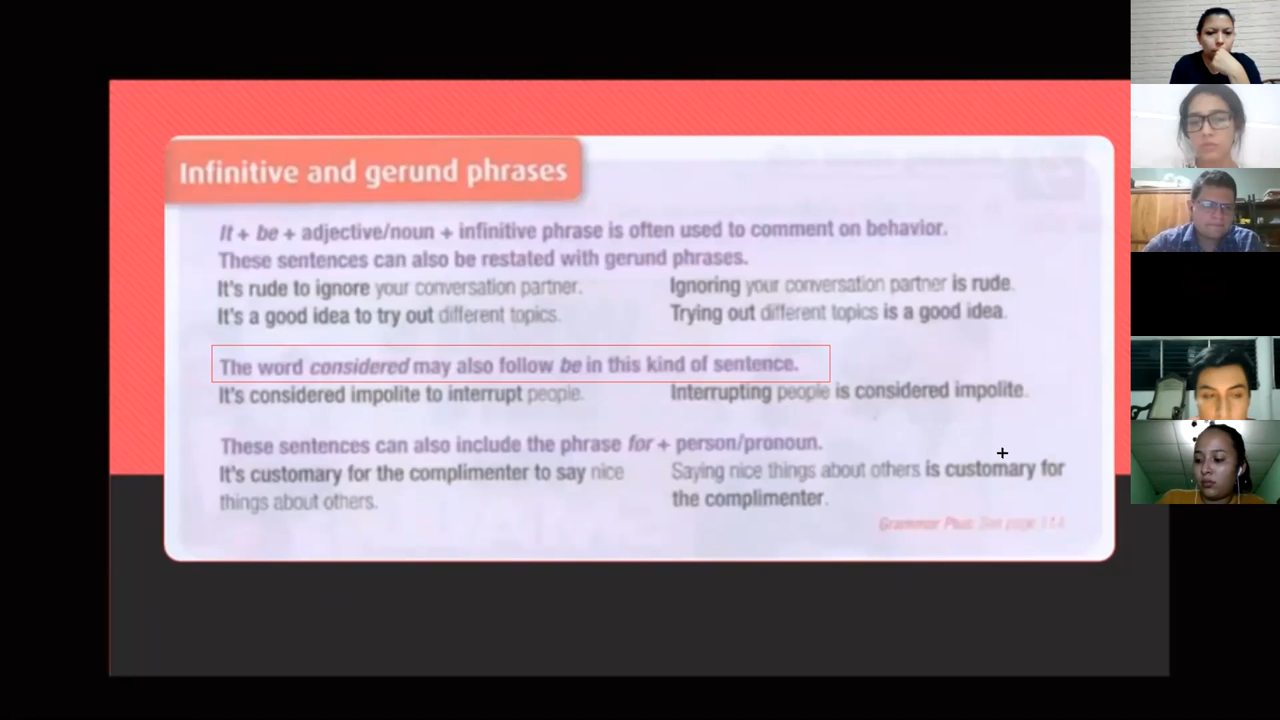 Infinitive and gerund phrases
It + be + adjective/noun + infinitive phrase is often used to comment on behavior.
These sentences can also be restated with gerund phrases.
It's rude to ignore your conversation partner. Ignoring your conversation partner is rude.
It's a good idea to try out different topics. Trying out different topics is a good idea.
The word considered may also follow be in this kind of sentence.
It's considered impolite to interrupt people. Interrupting people is considered impolite.
These sentences can also include the phrase for + person/pronoun.
It's customary for the complimenter to say nice Saying nice things about others is customary for
things about others. the complimenter.
Grammar Plus: See page 114